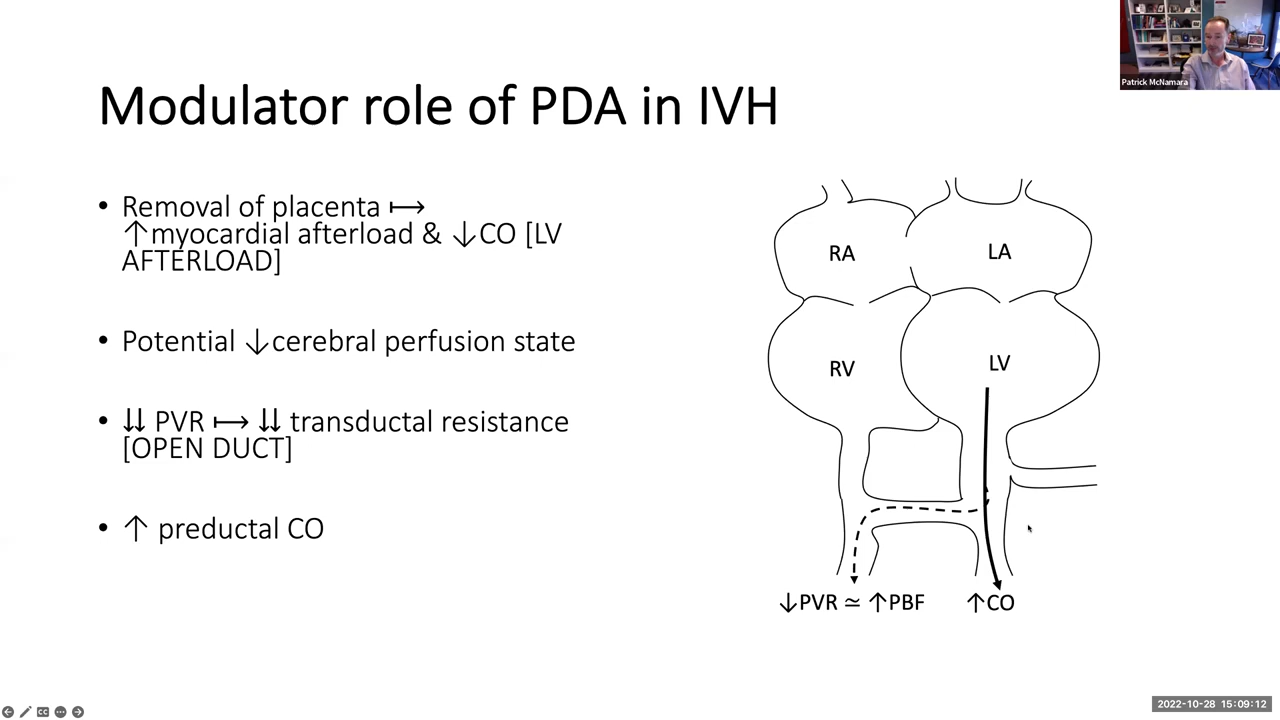 Patrick McNamara
Modulator role of PDA in IVH
• Removal of placenta ↦
↑myocardial afterload & ↓CO [LV
AFTERLOAD]
• Potential ↓cerebral perfusion state
• ⇊ PVR ↦ ⇊ transductal resistance
[OPEN DUCT]
• ↑ preductal CO
RA
LA
RV
LV
↓PVR ≃ ↑PBF
↑CO
CC
2022-10-28 15:09:12